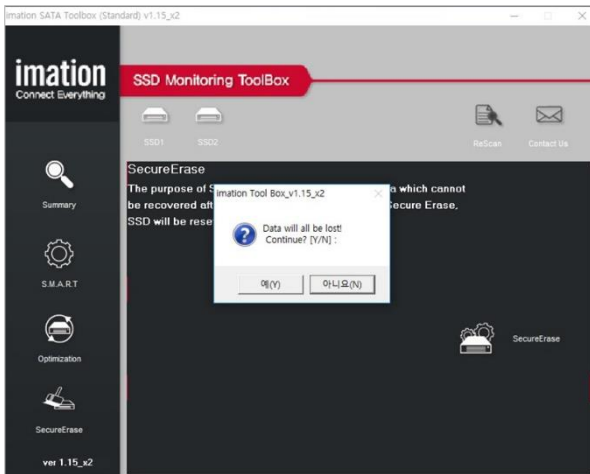 imation SATA Toolbox (Standard) v1.15_x2
imation
Connect Everything
SSD Monitoring ToolBox
SSD1
SSD2
ReScan
Contact Us
Summary
S.M.A.R.T
Optimization
SecureErase
ver 1.15_x2
SecureErase
The purpose of S
a which cannot
be recovered aft
Secure Erase,
SSD will be rese
imation Tool Box_v1.15_x2
Data will all be lost!
Continue? [Y/N] :
예(Y)
아니요(N)
SecureErase